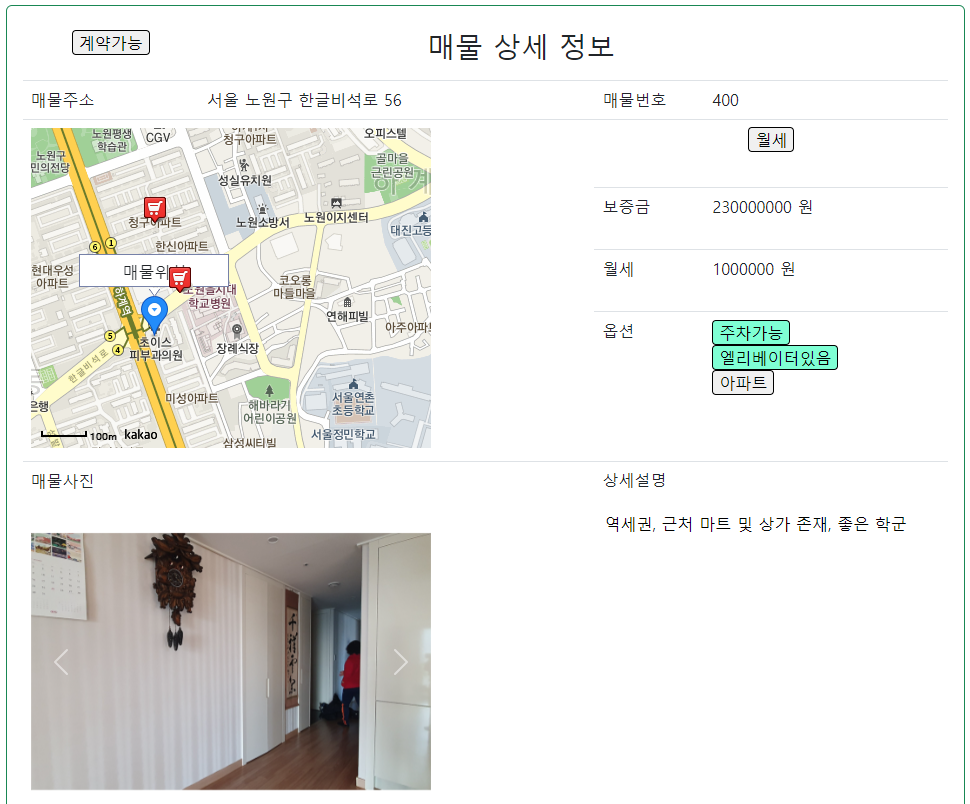 계약가능
매물 상세 정보
매물주소 서울 노원구 한글비석로 56 매물번호 400
노원평생
학습관
CGV
청구아파트
오피스텔
노원구
민의전당
성실유치원
골마을
근린공원
하계
청구아파트
노원소방서
노원이지센터
대진고등
6 1
한신아파트
현대우성
아파트
매물위
노원을지대
학교병원
코오롱
마들마을
하계역
연해피빌
아주아파트
5
4
초이스
피부과의원
장례식장
한글비석로
미성아파트
해바라기
어린이공원
서울연촌
초등학교
은행
100m kakao
삼성씨티빌
서울정민학교
월세
보증금 230000000 원
월세 1000000 원
옵션 주차가능
엘리베이터있음
아파트
매물사진
상세설명
역세권, 근처 마트 및 상가 존재, 좋은 학군